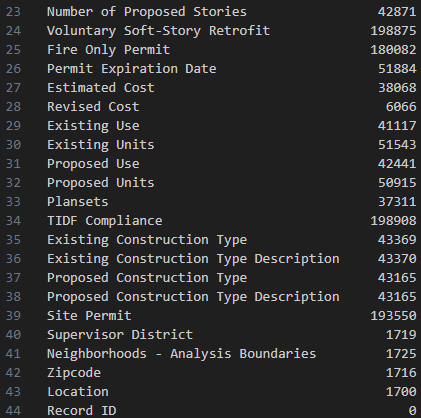 23 Number of Proposed Stories 42871
24 Voluntary Soft-Story Retrofit 198875
25 Fire Only Permit 180082
26 Permit Expiration Date 51884
27 Estimated Cost 38068
28 Revised Cost 6066
29 Existing Use 41117
30 Existing Units 51543
31 Proposed Use 42441
32 Proposed Units 50915
33 Plansets 37311
34 TIDF Compliance 198908
35 Existing Construction Type 43369
36 Existing Construction Type Description 43370
37 Proposed Construction Type 43165
38 Proposed Construction Type Description 43165
39 Site Permit 193550
40 Supervisor District 1719
41 Neighborhoods - Analysis Boundaries 1725
42 Zipcode 1716
43 Location 1700
44 Record ID 0